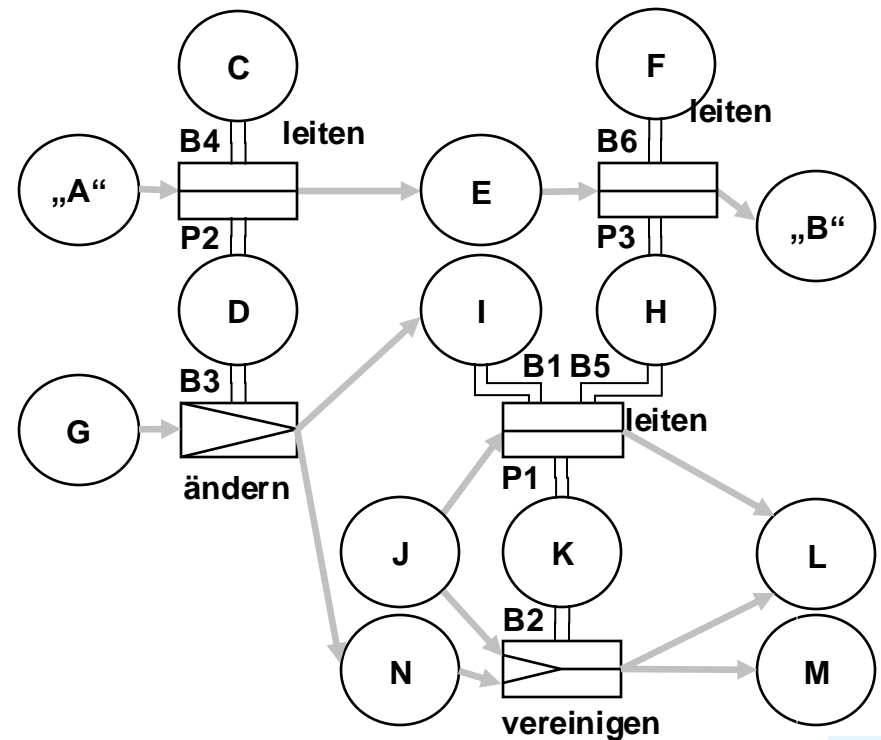 C
F
leiten
leiten
B4
B6
„A“
E
„B“
P2
P3
D
I
H
B3
B1 B5
G
leiten
ändern
P1
J
K
L
B2
N
M
vereinigen